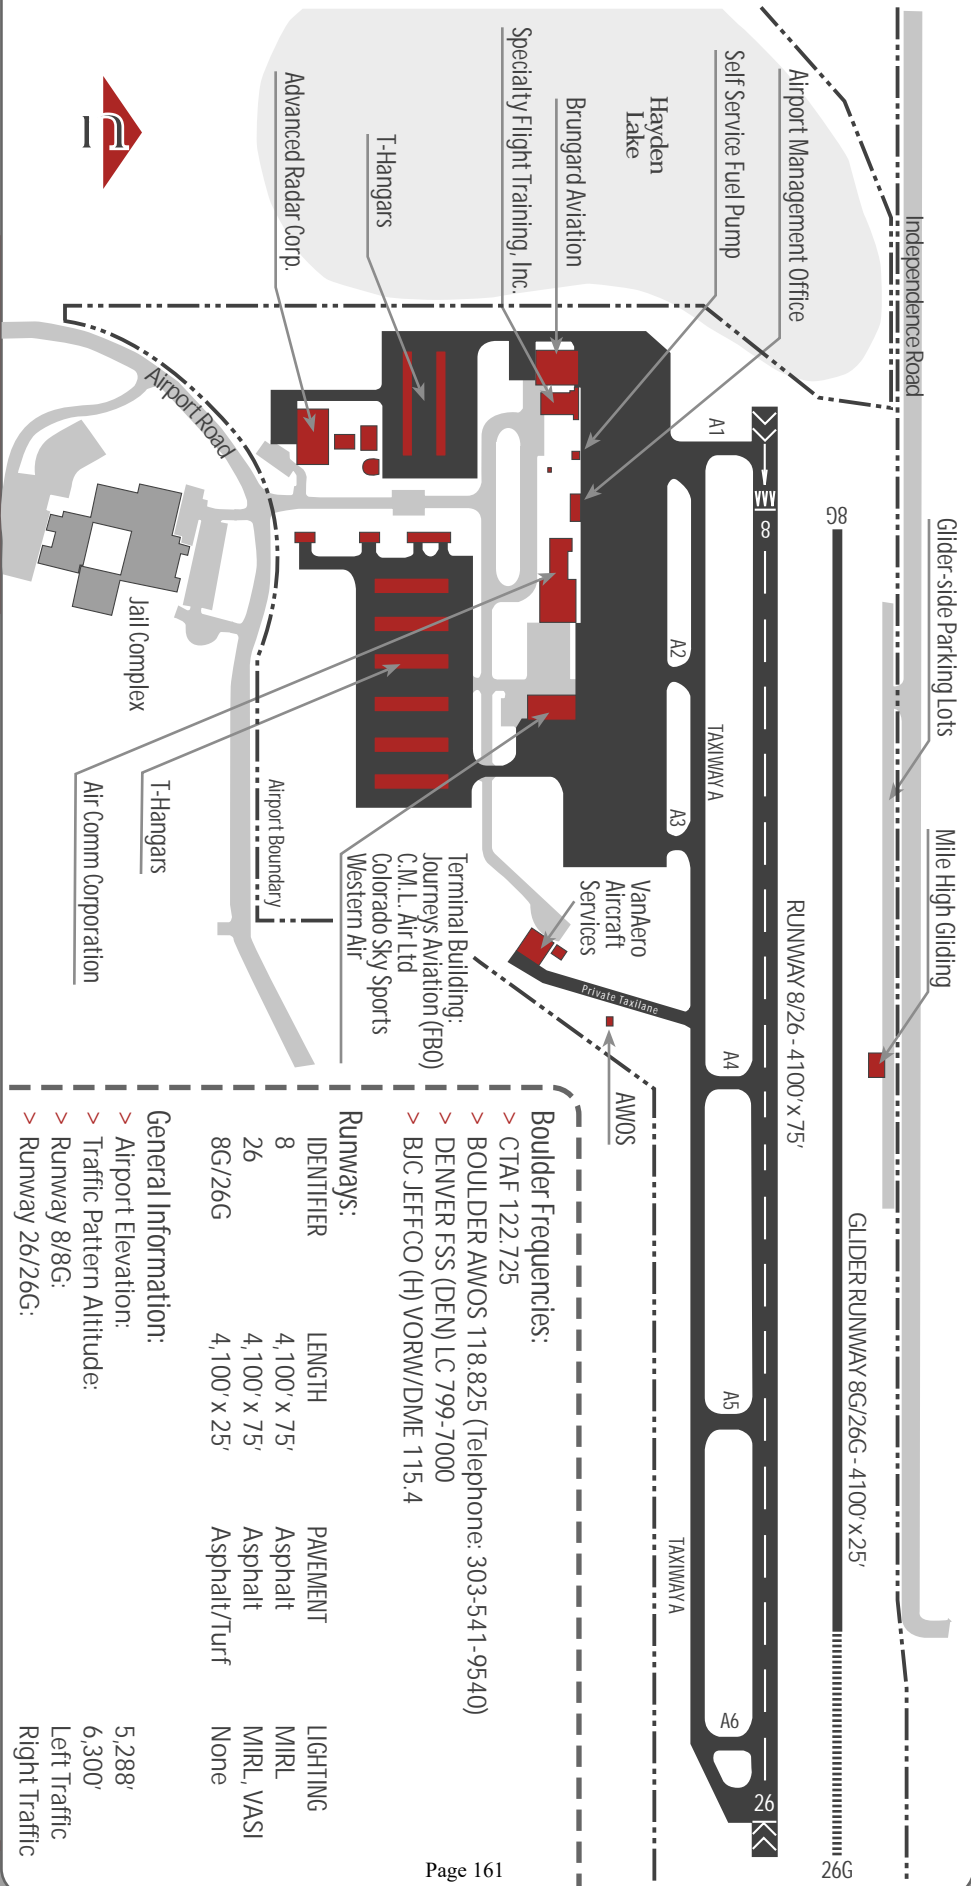 Independence Road
Glider-side Parking Lots
Mile High Gliding
GLIDER RUNWAY 8G/26G - 4100' x 25'
8G
26G
RUNWAY 8/26 - 4100' x 75'
8
26
A1
A2
A3
A4
A5
A6
TAXIWAY A
TAXIWAY A
Airport Management Office
Self Service Fuel Pump
Hayden
Lake
Brungard Aviation
Specialty Flight Training, Inc.
T-Hangars
Advanced Radar Corp.
n
Airport Road
Jail Complex
Airport Boundary
T-Hangars
Air Comm Corporation
VanAero
Aircraft
Services
Private Taxilane
AWOS
Terminal Building:
Journeys Aviation (FBO)
C.M.L. Air Ltd
Colorado Sky Sports
Western Air
Boulder Frequencies:
> CTAF 122.725
> BOULDER AWOS 118.825 (Telephone: 303-541-9540)
> DENVER FSS (DEN) LC 799-7000
> BJC JEFFCO (H) VORW/DME 115.4
Runways:
IDENTIFIER LENGTH PAVEMENT LIGHTING
8 4,100' x 75' Asphalt MIRL
26 4,100' x 75' Asphalt MIRL, VASI
8G/26G 4,100' x 25' Asphalt/Turf None
General Information:
> Airport Elevation: 5,288'
> Traffic Pattern Altitude: 6,300'
> Runway 8/8G: Left Traffic
> Runway 26/26G: Right Traffic
Page 161